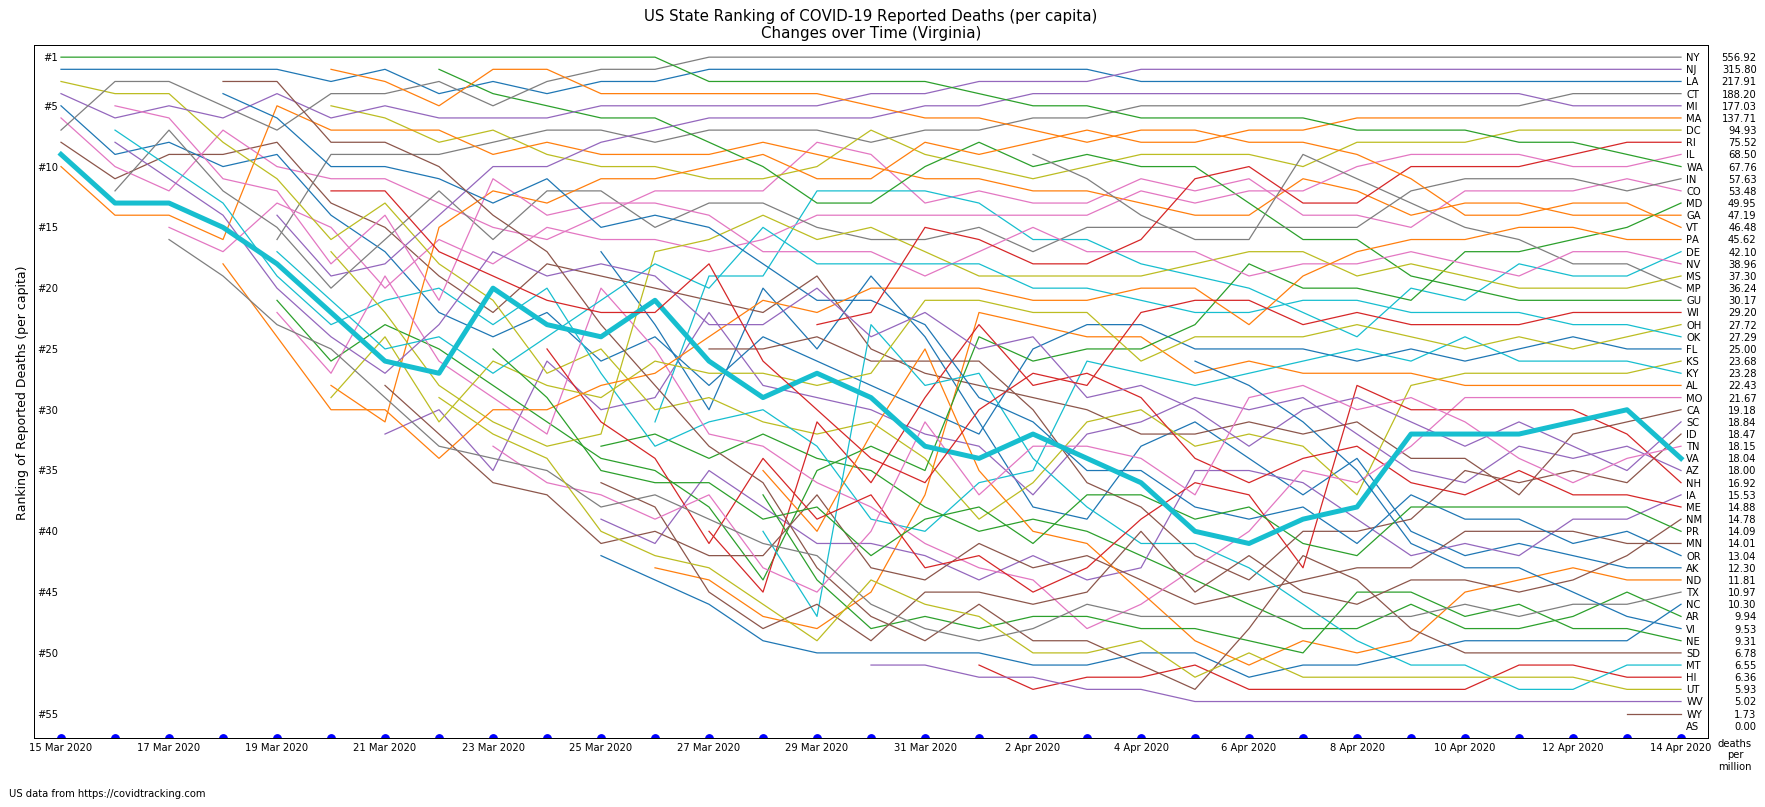 US State Ranking of COVID-19 Reported Deaths (per capita)
Changes over Time (Virginia)
Ranking of Reported Deaths (per capita)
#1
#5
#10
#15
#20
#25
#30
#35
#40
#45
#50
#55
NY 556.92
NJ 315.80
LA 217.91
CT 188.20
MI 177.03
MA 137.71
DC 94.93
RI 75.52
IL 68.50
WA 67.76
IN 57.63
CO 53.48
MD 49.95
GA 47.19
VT 46.48
PA 45.62
DE 42.10
NV 38.96
MS 37.30
MP 36.24
GU 30.17
WI 29.20
OH 27.72
OK 27.29
FL 25.00
KS 23.68
KY 23.28
AL 22.43
MO 21.67
CA 19.18
SC 18.84
ID 18.47
TN 18.15
VA 18.04
AZ 18.00
NH 16.92
IA 15.53
ME 14.88
NM 14.78
PR 14.09
MN 14.01
OR 13.04
AK 12.30
ND 11.81
TX 10.97
NC 10.30
AR 9.94
VI 9.53
NE 9.31
SD 6.78
MT 6.55
HI 6.36
UT 5.93
WV 5.02
WY 1.73
AS 0.00
15 Mar 2020 17 Mar 2020 19 Mar 2020 21 Mar 2020 23 Mar 2020 25 Mar 2020 27 Mar 2020 29 Mar 2020 31 Mar 2020 2 Apr 2020 4 Apr 2020 6 Apr 2020 8 Apr 2020 10 Apr 2020 12 Apr 2020 14 Apr 2020
deaths
per
million
US data from https://covidtracking.com